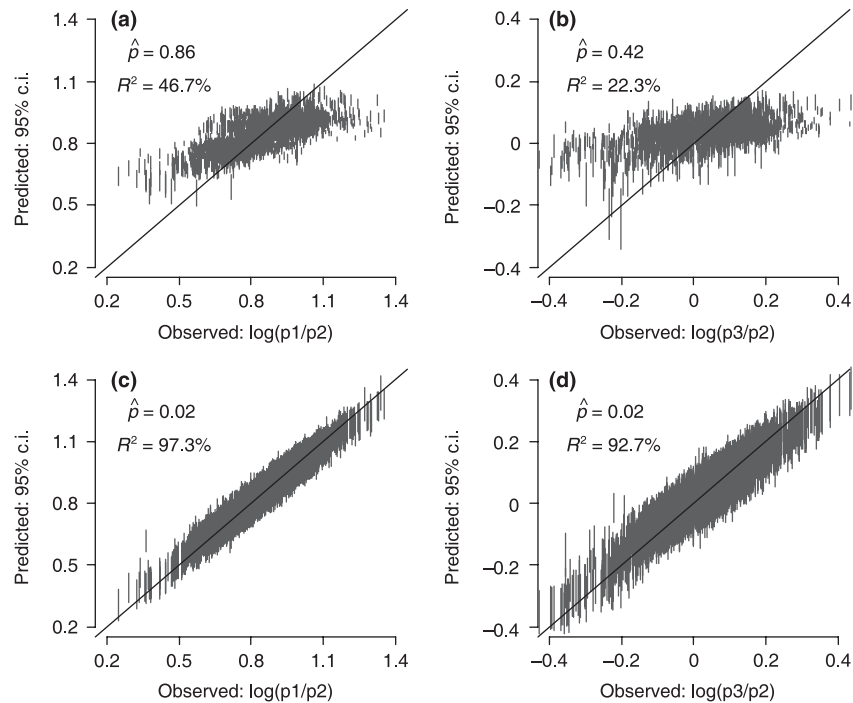 (a)
p̂ = 0.86
R² = 46.7%
1.4
1.1
0.8
0.5
0.2
Predicted: 95% c.i.
0.2 0.5 0.8 1.1 1.4
Observed: log(p1/p2)
(b)
p̂ = 0.42
R² = 22.3%
0.4
0.2
0
−0.2
−0.4
Predicted: 95% c.i.
−0.4 −0.2 0 0.2 0.4
Observed: log(p3/p2)
(c)
p̂ = 0.02
R² = 97.3%
1.4
1.1
0.8
0.5
0.2
Predicted: 95% c.i.
0.2 0.5 0.8 1.1 1.4
Observed: log(p1/p2)
(d)
p̂ = 0.02
R² = 92.7%
0.4
0.2
0
−0.2
−0.4
Predicted: 95% c.i.
−0.4 −0.2 0 0.2 0.4
Observed: log(p3/p2)